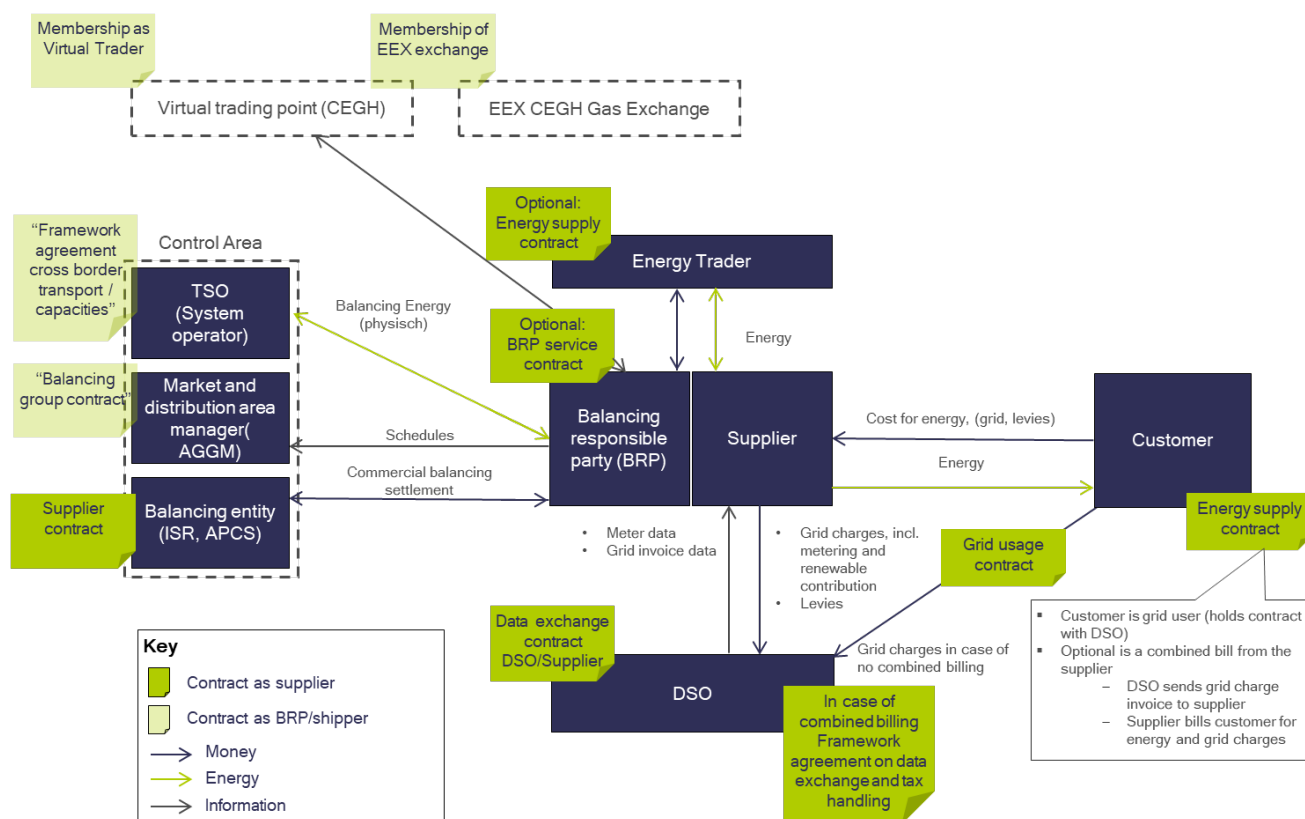 Membership as
Virtual Trader
Membership of
EEX exchange
Virtual trading point (CEGH)
EEX CEGH Gas Exchange
Optional:
Energy supply
contract
“Framework
agreement
cross border
transport /
capacities”
Control Area
Energy Trader
TSO
(System
operator)
Balancing Energy
(physisch)
Optional:
BRP service
contract
Energy
“Balancing
group contract”
Market and
distribution area
manager(
AGGM)
Schedules
Balancing
responsible
party (BRP)
Supplier
Cost for energy, (grid, levies)
Customer
Energy
Commercial balancing
settlement
Supplier
contract
Balancing entity
(ISR, APCS)
Energy supply
contract
• Meter data
• Grid invoice data
• Grid charges, incl.
metering and
renewable
contribution
• Levies
Grid usage
contract
▪ Customer is grid user (holds contract
with DSO)
▪ Optional is a combined bill from the
supplier
– DSO sends grid charge
invoice to supplier
– Supplier bills customer for
energy and grid charges
Data exchange
contract
DSO/Supplier
Grid charges in case of
no combined billing
DSO
In case of
combined billing
Framework
agreement on data
exchange and tax
handling
Key
Contract as supplier
Contract as BRP/shipper
Money
Energy
Information